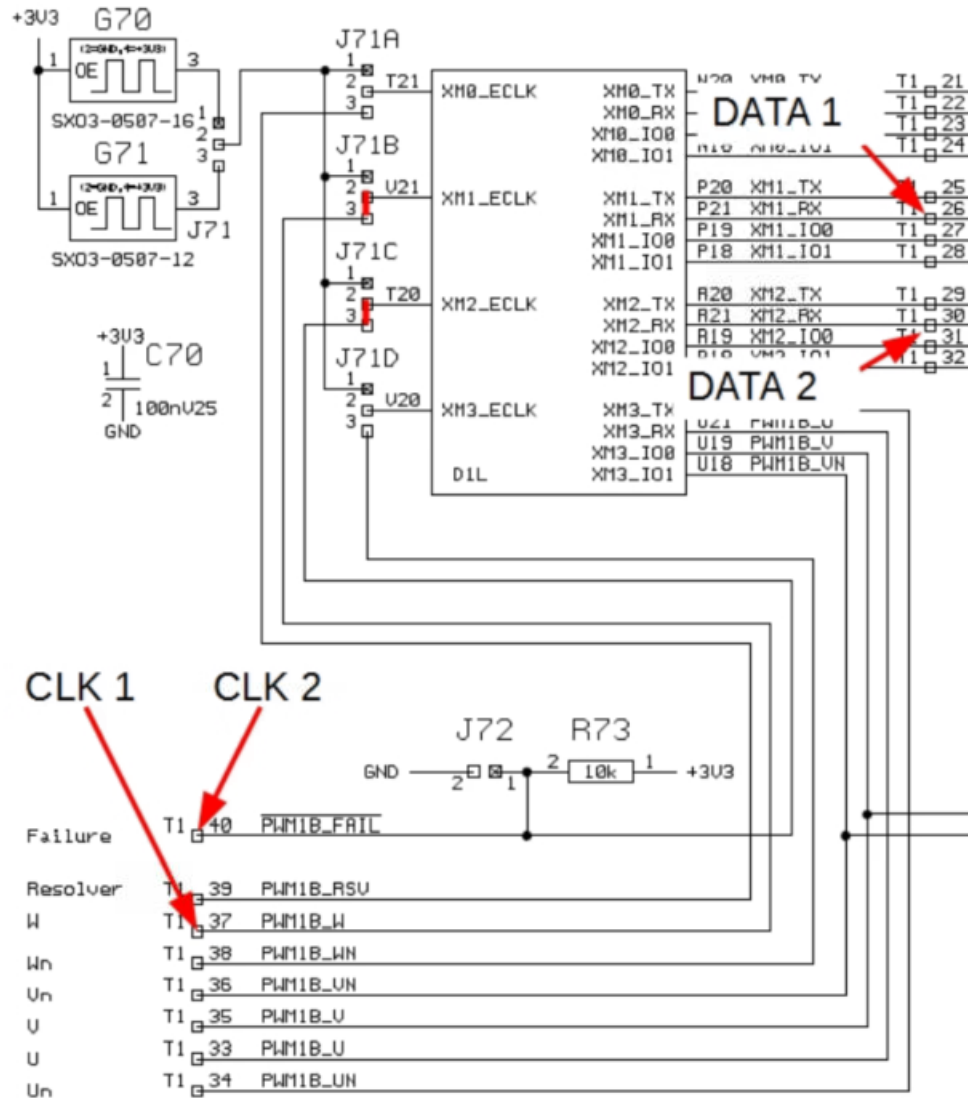 +3V3 G70
(2=GND,4=+3V3)
1 OE 3
SXO3-0507-16
1
2
3
G71
(2=GND,4=+3V3)
1 OE 3
J71
SXO3-0507-12
+3V3
1 C70
2 100nV25
GND
J71A
1
2 T21
3
J71B
1
2 V21
3
J71C
1
2 T20
3
J71D
1
2 V20
3
XM0_ECLK XM0_TX
XM0_RX
XM0_IO0
XM0_IO1
XM1_ECLK XM1_TX
XM1_RX
XM1_IO0
XM1_IO1
XM2_ECLK XM2_TX
XM2_RX
XM2_IO0
XM2_IO1
XM3_ECLK XM3_TX
XM3_RX
XM3_IO0
D1L XM3_IO1
T1 21
T1 22
T1 23
T1 24
DATA 1
P20 XM1_TX T1 25
P21 XM1_RX 26
P19 XM1_IO0 T1 27
P18 XM1_IO1 T1 28
R20 XM2_TX T1 29
R21 XM2_RX T1 30
R19 XM2_IO0 31
32
DATA 2
U21 PWM1B_U
U19 PWM1B_V
U18 PWM1B_VN
CLK 1 CLK 2
J72 R73
GND 2 1 2 10k 1 +3V3
Failure T1 40 PWM1B_FAIL
Resolver T1 39 PWM1B_RSV
W T1 37 PWM1B_W
Wn T1 38 PWM1B_WN
Vn T1 36 PWM1B_VN
V T1 35 PWM1B_V
U T1 33 PWM1B_U
Un T1 34 PWM1B_UN